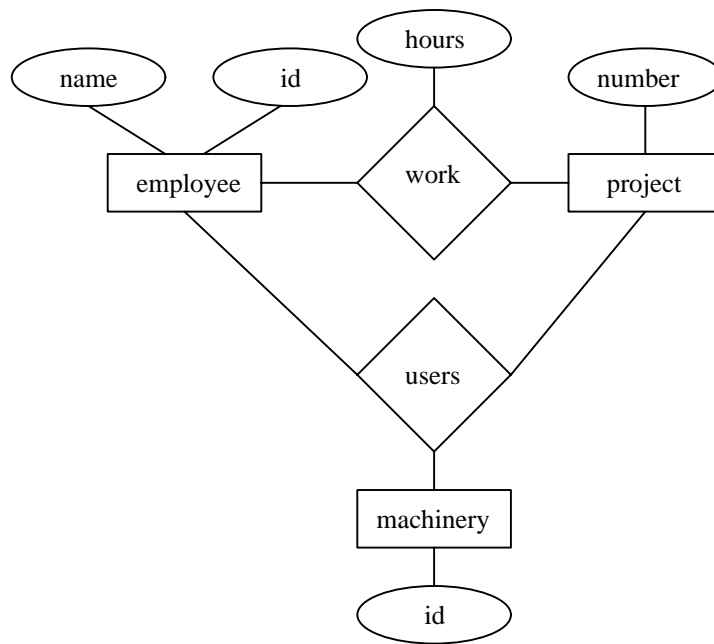 hours
name
id
number
employee
work
project
users
machinery
id